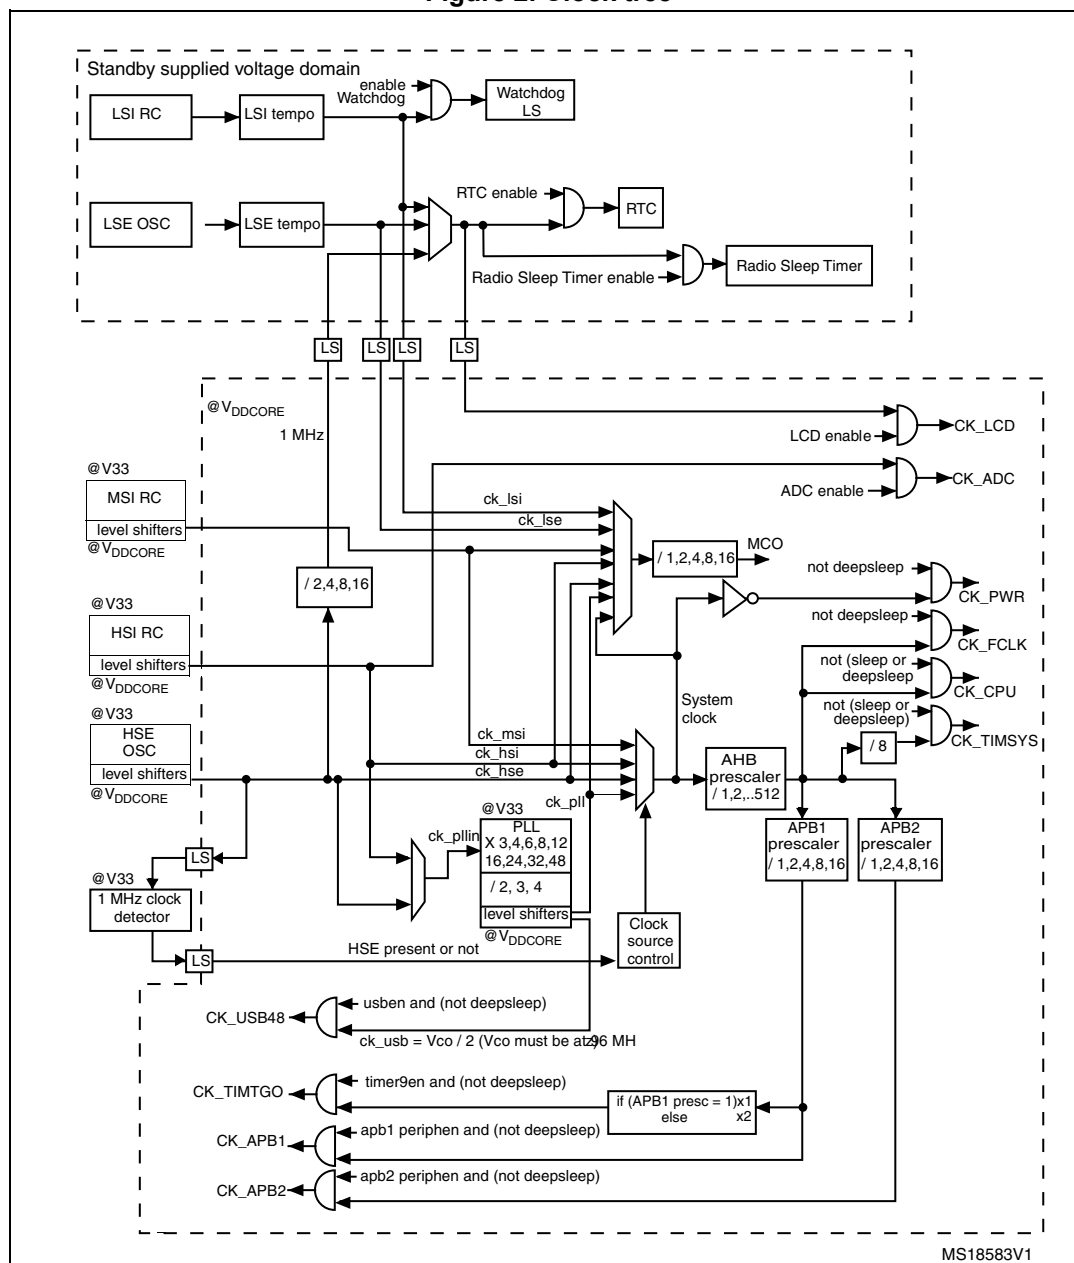 Figure 2. Clock tree
Standby supplied voltage domain
enable
Watchdog
Watchdog
LS
LSI RC
LSI tempo
RTC enable
RTC
LSE OSC
LSE tempo
Radio Sleep Timer enable
Radio Sleep Timer
LS
LS
LS
LS
@VDDCORE
1 MHz
LCD enable
CK_LCD
@V33
MSI RC
level shifters
@VDDCORE
ADC enable
CK_ADC
ck_lsi
ck_lse
/ 1,2,4,8,16
MCO
/ 2,4,8,16
not deepsleep
CK_PWR
@V33
HSI RC
level shifters
@VDDCORE
not deepsleep
CK_FCLK
not (sleep or
deepsleep
CK_CPU
System
clock
not (sleep or
deepsleep)
CK_TIMSYS
/ 8
@V33
HSE
OSC
level shifters
@VDDCORE
ck_msi
ck_hsi
ck_hse
ck_pll
AHB
prescaler
/ 1,2,..512
ck_pllin
@V33
PLL
X 3,4,6,8,12
16,24,32,48
/ 2, 3, 4
level shifters
@VDDCORE
APB1
prescaler
/ 1,2,4,8,16
APB2
prescaler
/ 1,2,4,8,16
LS
@V33
1 MHz clock
detector
LS
HSE present or not
Clock
source
control
CK_USB48
usben and (not deepsleep)
ck_usb = Vco / 2 (Vco must be atz)96 MH
CK_TIMTGO
timer9en and (not deepsleep)
if (APB1 presc = 1)x1
else x2
CK_APB1
apb1 periphen and (not deepsleep)
CK_APB2
apb2 periphen and (not deepsleep)
MS18583V1